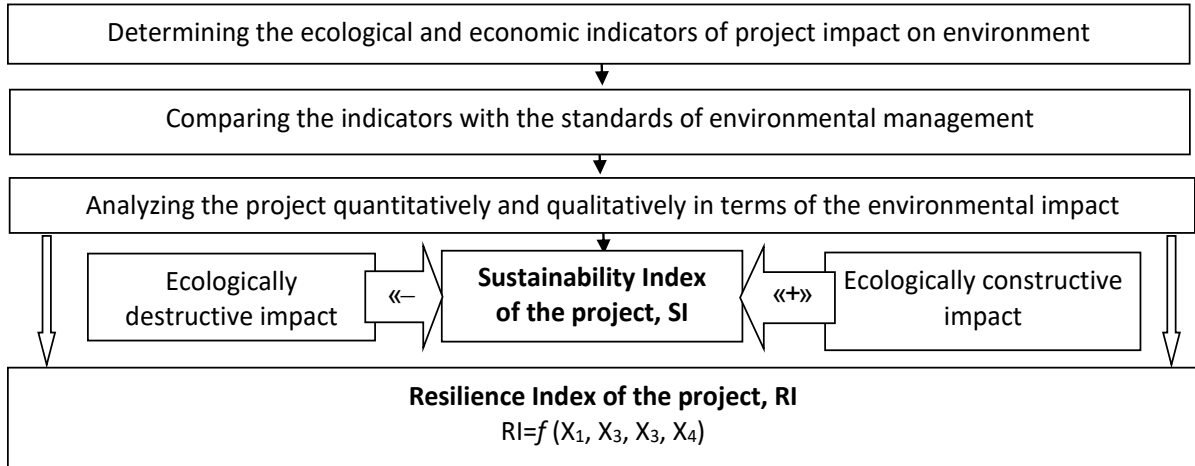 Determining the ecological and economic indicators of project impact on environment
Comparing the indicators with the standards of environmental management
Analyzing the project quantitatively and qualitatively in terms of the environmental impact
Ecologically
destructive impact
«–
Sustainability Index
of the project, SI
«+»
Ecologically constructive
impact
Resilience Index of the project, RI
RI=f (X₁, X₃, X₃, X₄)